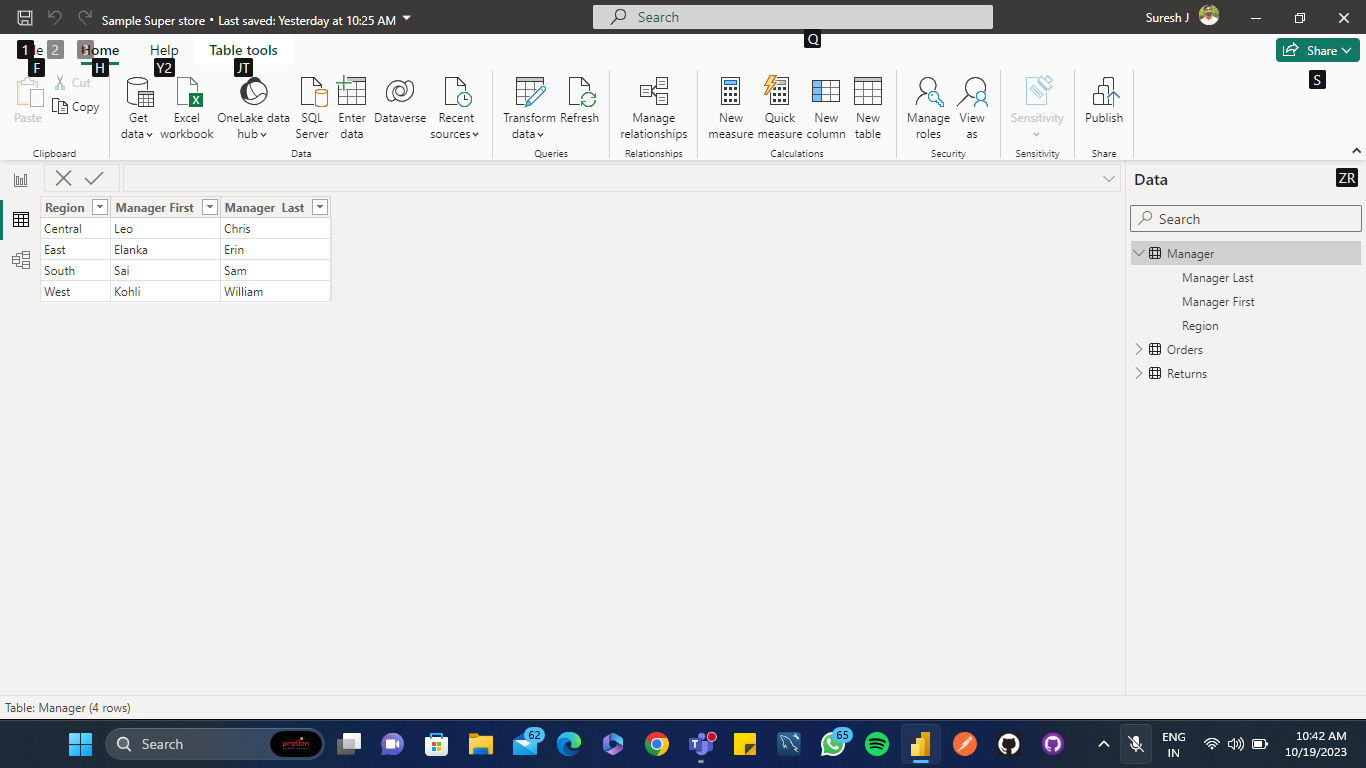 Sample Super store • Last saved: Yesterday at 10:25 AM
Search
Suresh J
1 2 3
Home
Help
Table tools
Share
F H Y2 JT Q S
Paste
Cut
Copy
Clipboard
Get data
Excel workbook
OneLake data hub
SQL Server
Enter data
Dataverse
Recent sources
Data
Transform data
Refresh
Queries
Manage relationships
Relationships
New measure
Quick measure
New column
New table
Calculations
Manage roles
View as
Security
Sensitivity
Sensitivity
Publish
Share
Region Manager First Manager Last
Central Leo Chris
East Elanka Erin
South Sai Sam
West Kohli William
Data
ZR
Search
Manager
Manager Last
Manager First
Region
Orders
Returns
Table: Manager (4 rows)
Search
62
65
ENG
IN
10:42 AM
10/19/2023